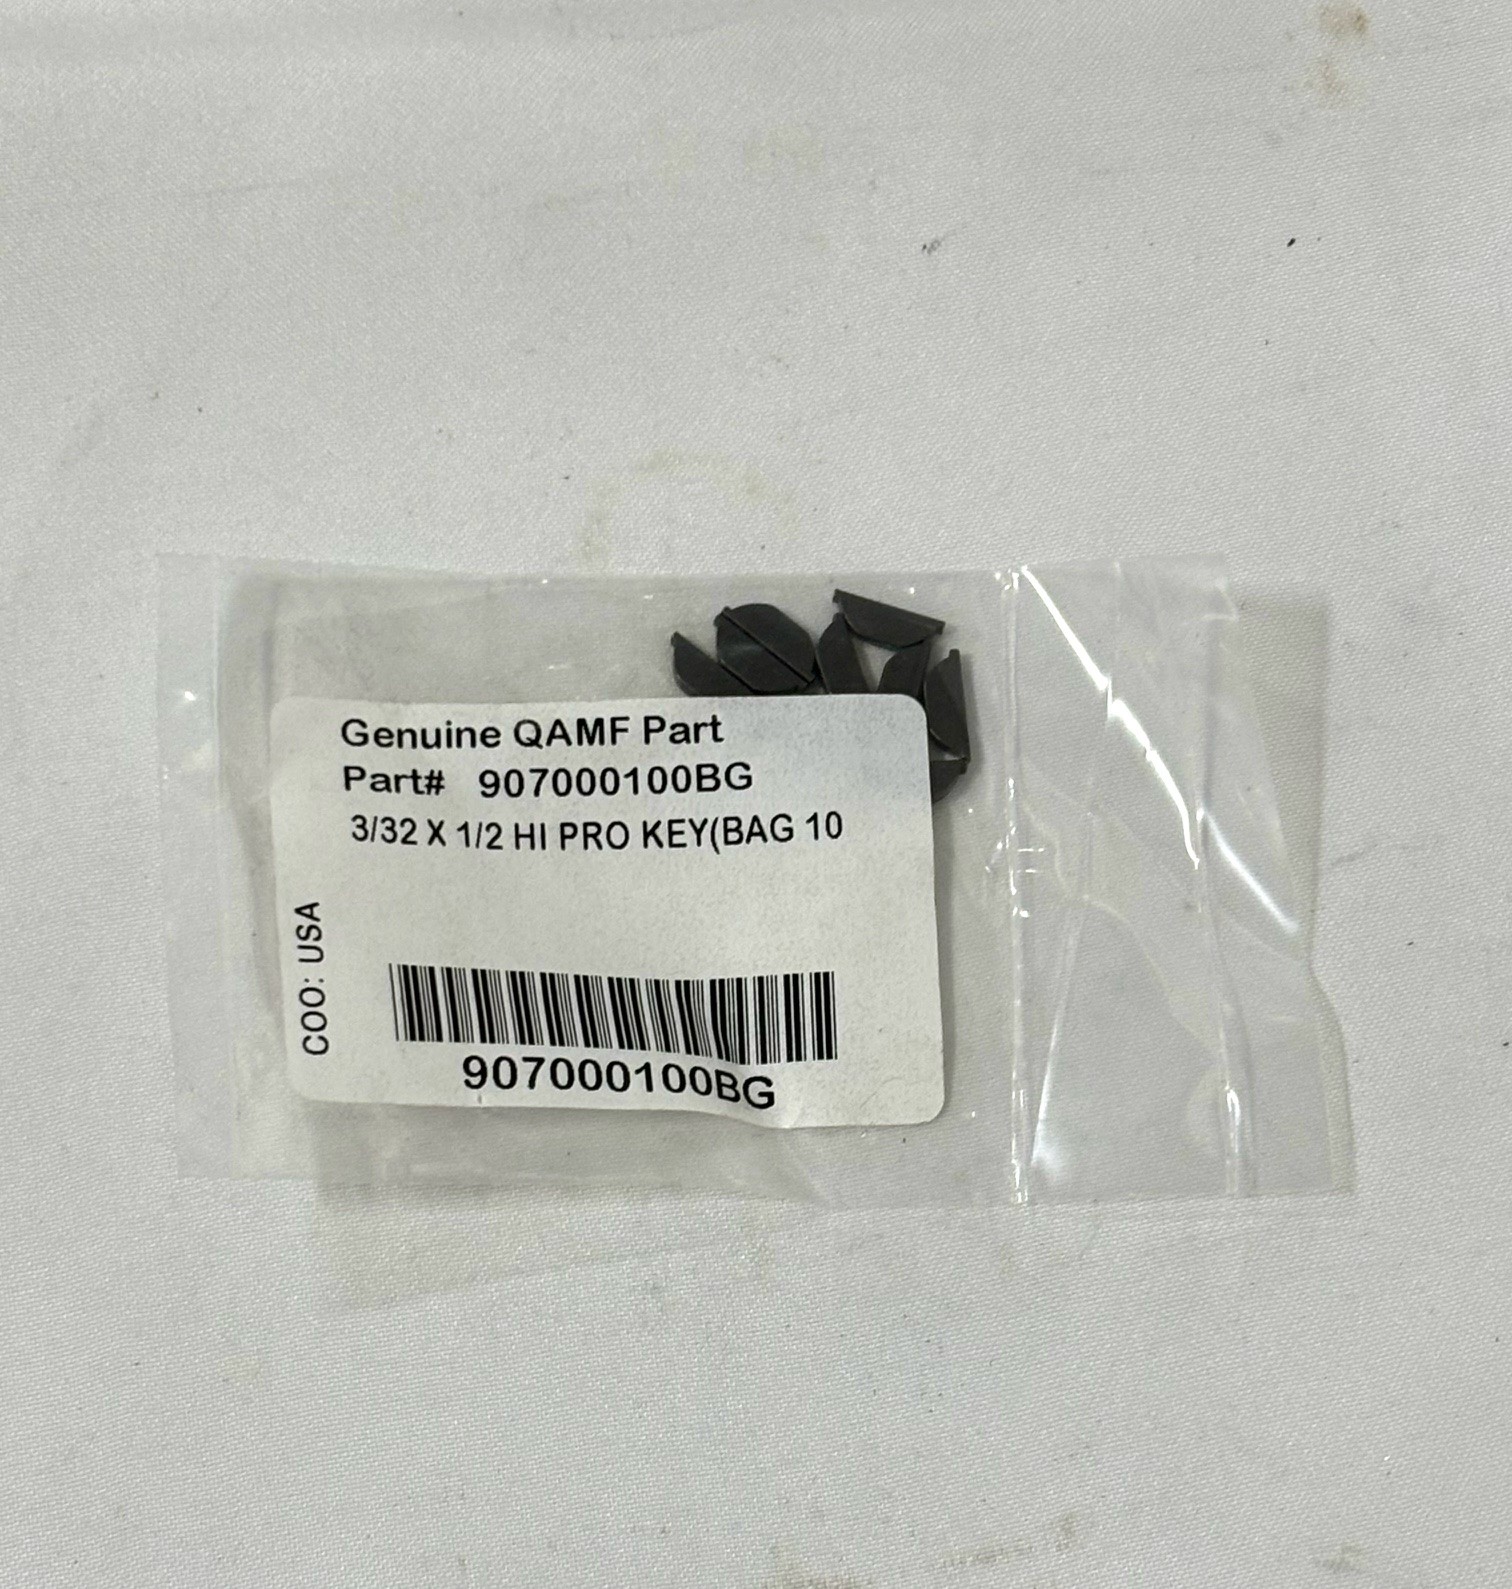 Genuine QAMF Part
Part# 907000100BG
3/32 X 1/2 HI PRO KEY(BAG 10
COO: USA
907000100BG